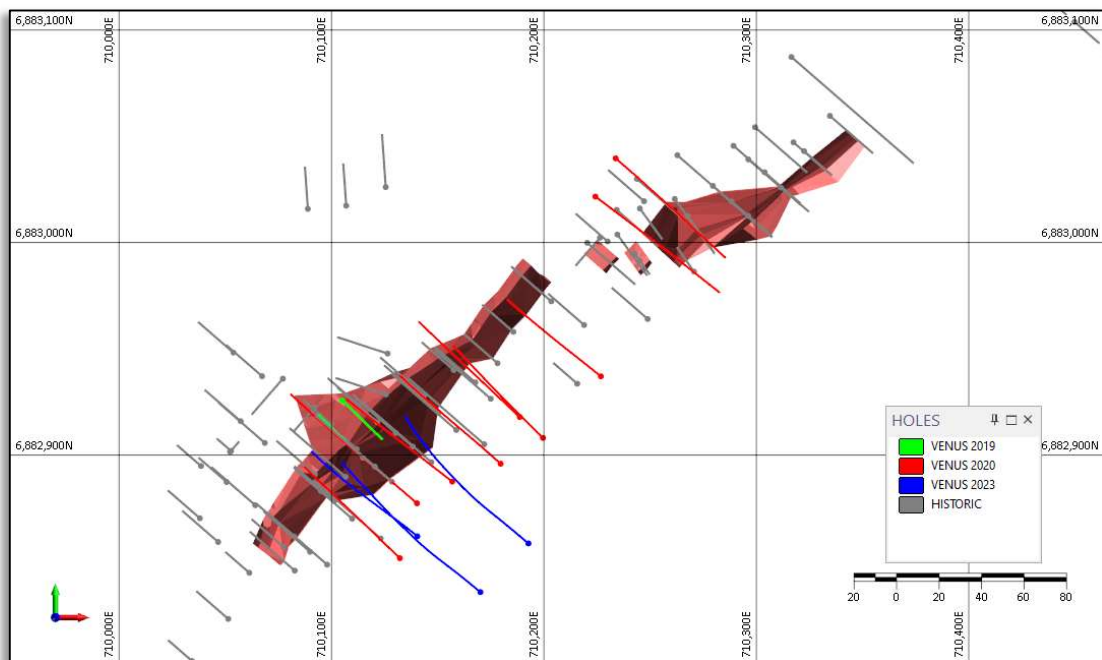 6,883,100N
6,883,100N
710,000E
710,100E
710,200E
710,300E
710,400E
6,883,000N
6,883,000N
6,882,900N
6,882,900N
HOLES
VENUS 2019
VENUS 2020
VENUS 2023
HISTORIC
20 0 20 40 60 80
710,000E
710,100E
710,200E
710,300E
710,400E